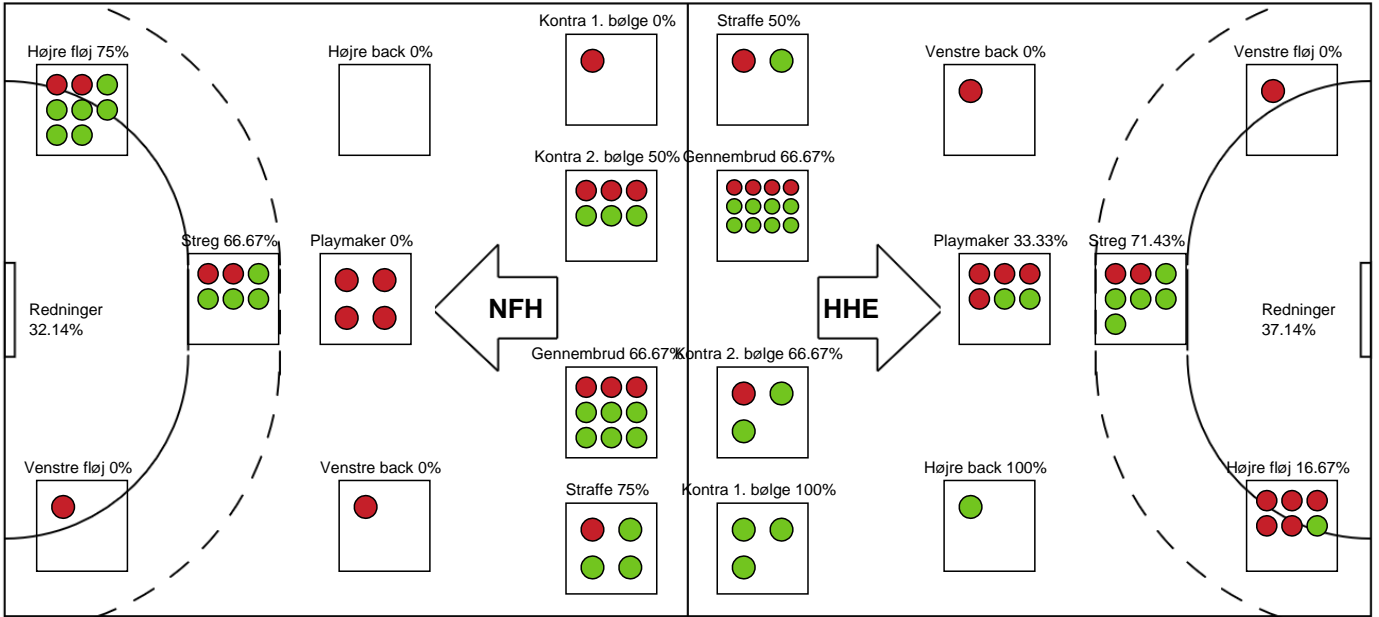 Kontra 1. bølge 0%
Straffe 50%
Højre fløj 75%
Højre back 0%
Venstre back 0%
Venstre fløj 0%
Kontra 2. bølge 50%
Gennembrud 66.67%
Streg 66.67%
Playmaker 0%
Playmaker 33.33%
Streg 71.43%
NFH
HHE
Redninger
32.14%
Redninger
37.14%
Gennembrud 66.67%
Kontra 2. bølge 66.67%
Venstre fløj 0%
Venstre back 0%
Højre back 100%
Højre fløj 16.67%
Straffe 75%
Kontra 1. bølge 100%